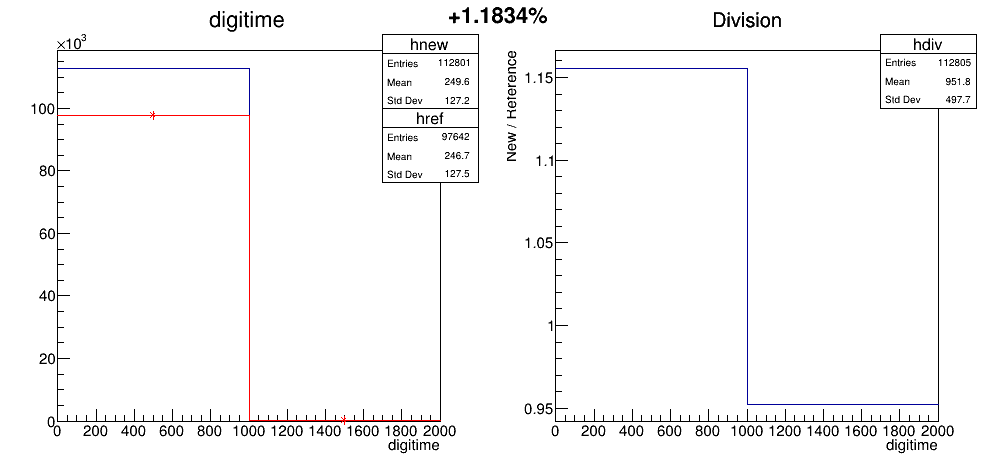 +1.1834%
digitime
×10³
100
80
60
40
20
0
0 200 400 600 800 1000 1200 1400 1600 1800 2000
digitime
hnew
Entries 112801
Mean 249.6
Std Dev 127.2
href
Entries 97642
Mean 246.7
Std Dev 127.5
Division
New / Reference
1.15
1.1
1.05
1
0.95
0 200 400 600 800 1000 1200 1400 1600 1800 2000
digitime
hdiv
Entries 112805
Mean 951.8
Std Dev 497.7